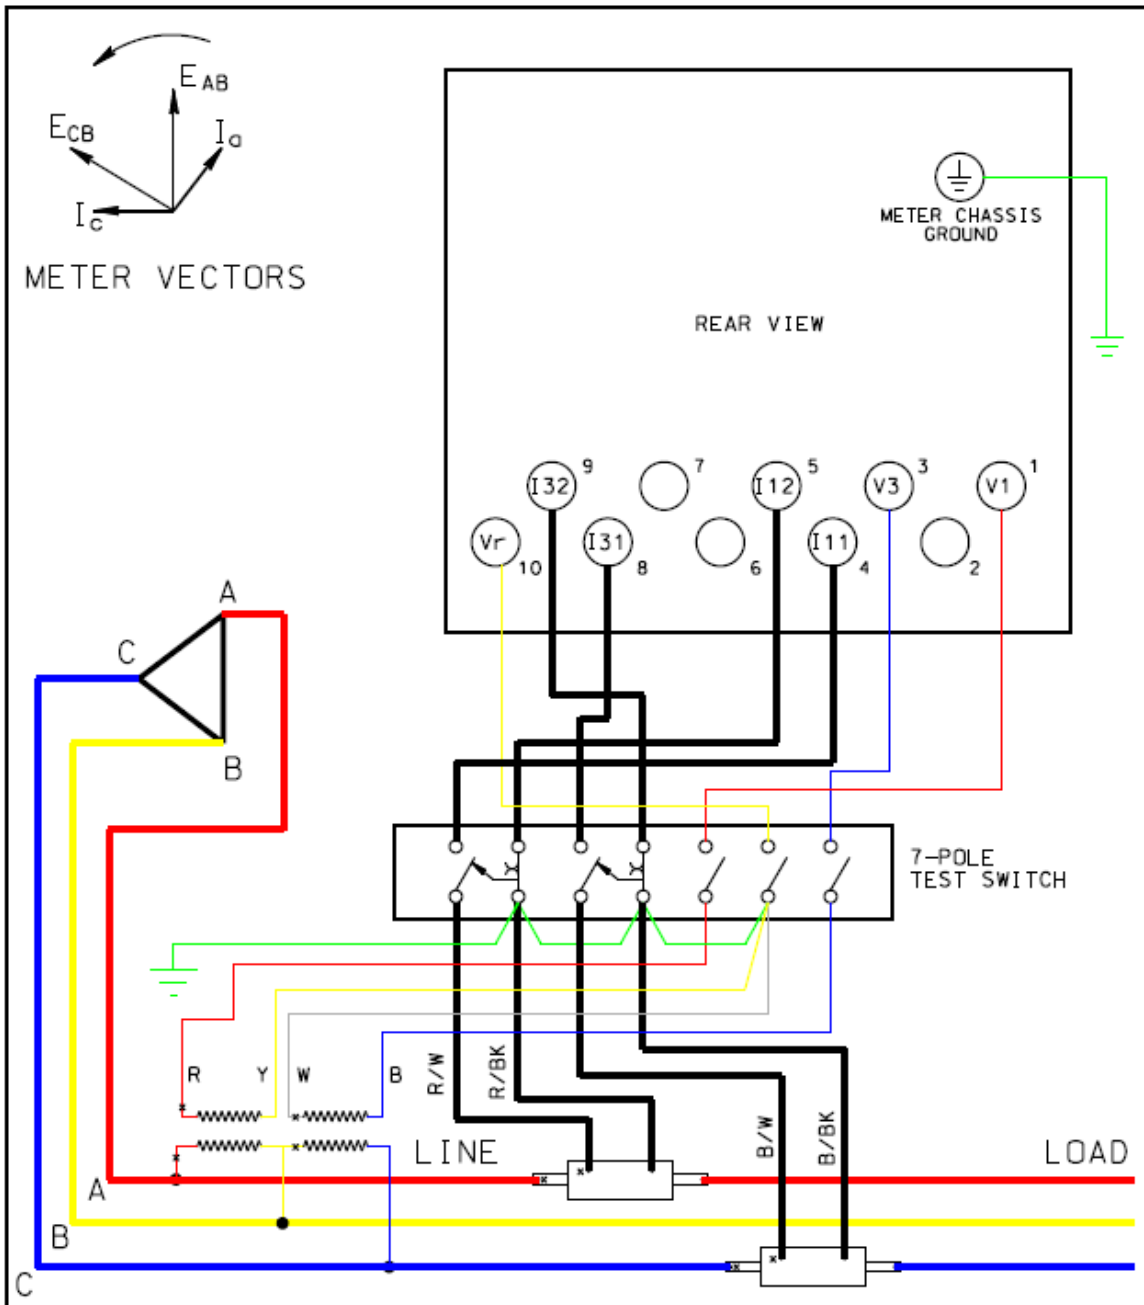 E AB
E CB
I a
I c
METER VECTORS
METER CHASSIS
GROUND
REAR VIEW
9
7
5
3
1
I32
I12
V3
V1
Vr
I31
I11
10
8
6
4
2
A
C
B
7-POLE
TEST SWITCH
R
Y
W
B
R/W
R/BK
B/W
B/BK
LINE
LOAD
A
B
C